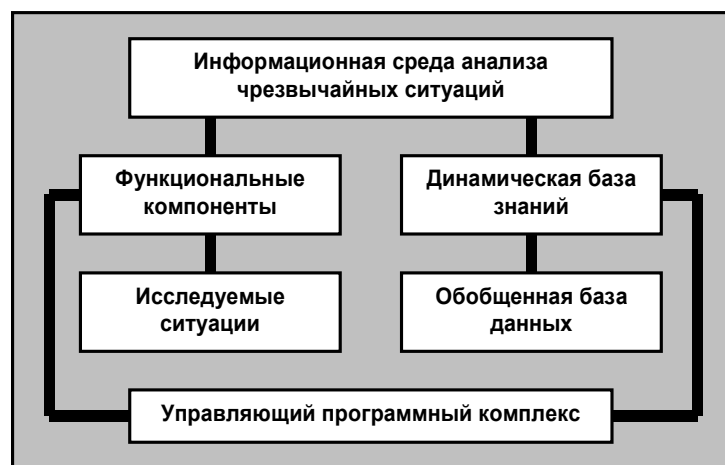 Информационная среда анализа
чрезвычайных ситуаций
Функциональные
компоненты
Динамическая база
знаний
Исследуемые
ситуации
Обобщенная база
данных
Управляющий программный комплекс